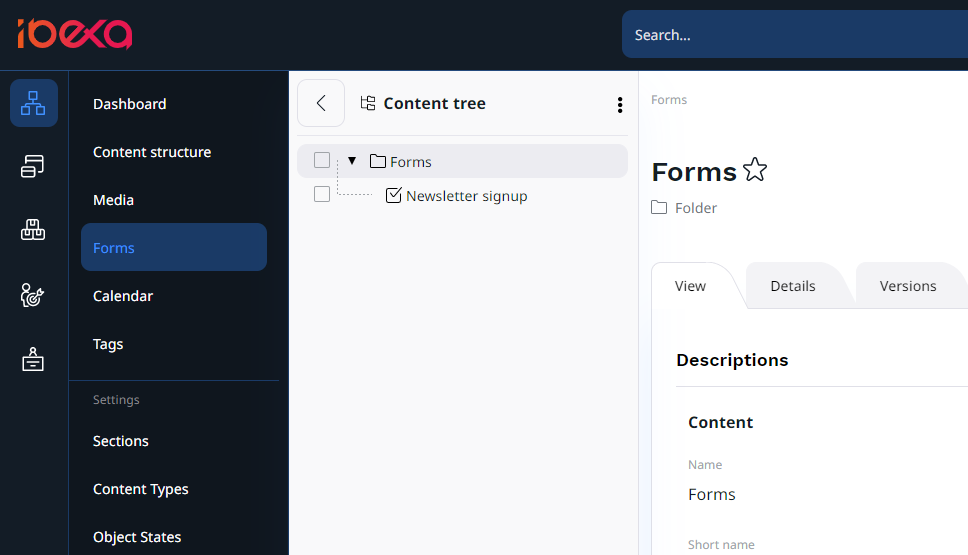 ibexa
Search...
Dashboard
Content structure
Media
Forms
Calendar
Tags
Settings
Sections
Content Types
Object States
Content tree
Forms
Newsletter signup
Forms
Forms
Folder
View Details Versions
Descriptions
Content
Name
Forms
Short name